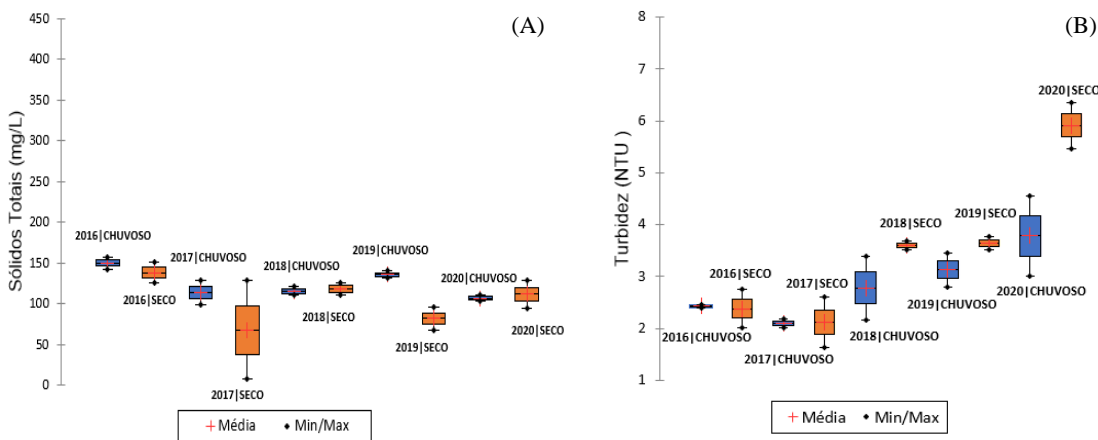 (A)
Sólidos Totais (mg/L)
450
400
350
300
250
200
150
100
50
0
2016|CHUVOSO
2016|SECO
2017|CHUVOSO
2017|SECO
2018|CHUVOSO
2018|SECO
2019|CHUVOSO
2019|SECO
2020|CHUVOSO
2020|SECO
Média
Min/Max
(B)
Turbidez (NTU )
8
7
6
5
4
3
2
1
2016|CHUVOSO
2016|SECO
2017|CHUVOSO
2017|SECO
2018|CHUVOSO
2018|SECO
2019|CHUVOSO
2019|SECO
2020|CHUVOSO
2020|SECO
Média
Min/Max